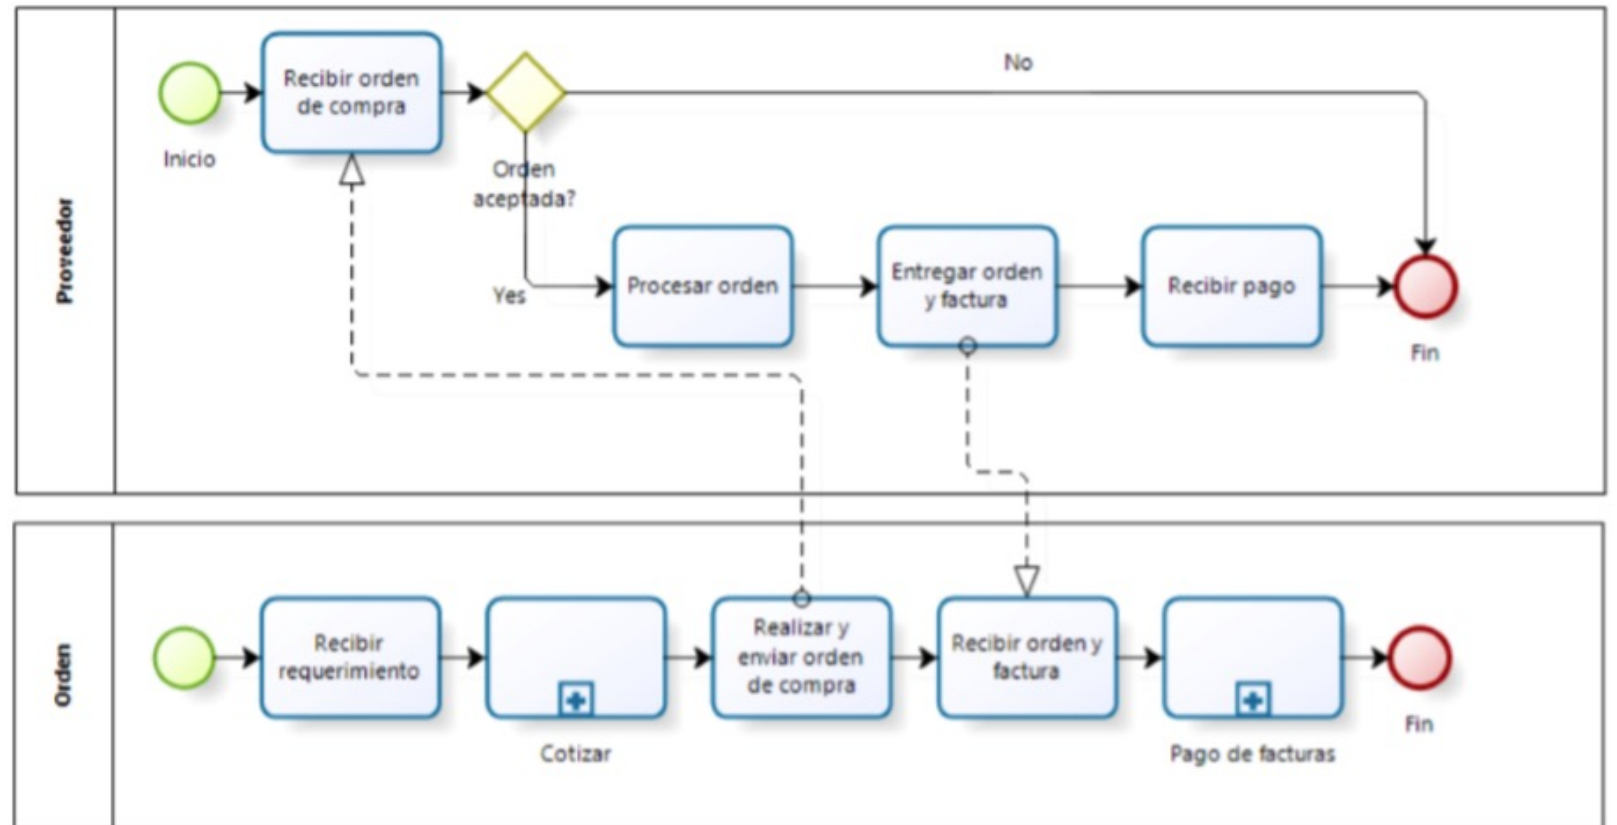 Proveedor
Inicio
Recibir orden
de compra
Orden
aceptada?
No
Yes
Procesar orden
Entregar orden
y factura
Recibir pago
Fin
Orden
Recibir
requerimiento
Cotizar
Realizar y
enviar orden
de compra
Recibir orden y
factura
Pago de facturas
Fin